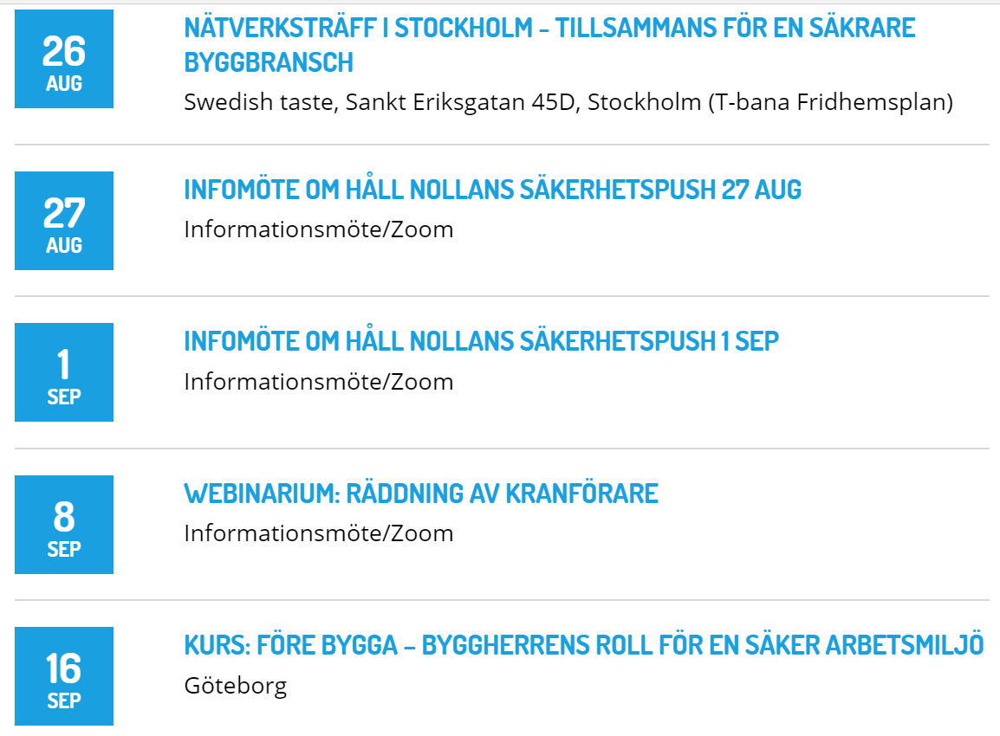 26
AUG
NÄTVERKSTRÄFF I STOCKHOLM - TILLSAMMANS FÖR EN SÄKRARE
BYGGBRANSCH
Swedish taste, Sankt Eriksgatan 45D, Stockholm (T-bana Fridhemsplan)
27
AUG
INFOMÖTE OM HÅLL NOLLANS SÄKERHETSPUSH 27 AUG
Informationsmöte/Zoom
1
SEP
INFOMÖTE OM HÅLL NOLLANS SÄKERHETSPUSH 1 SEP
Informationsmöte/Zoom
8
SEP
WEBINARIUM: RÄDDNING AV KRANFÖRARE
Informationsmöte/Zoom
16
SEP
KURS: FÖRE BYGGA – BYGGHERRENS ROLL FÖR EN SÄKER ARBETSMILJÖ
Göteborg